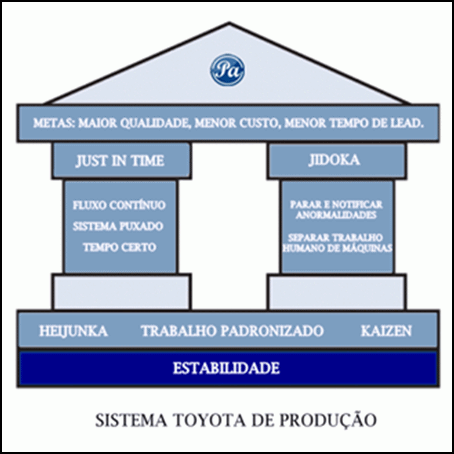 Pa
METAS: MAIOR QUALIDADE, MENOR CUSTO, MENOR TEMPO DE LEAD.
JUST IN TIME
JIDOKA
FLUXO CONTÍNUO
SISTEMA PUXADO
TEMPO CERTO
PARAR E NOTIFICAR
ANORMALIDADES
SEPARAR TRABALHO
HUMANO DE MÁQUINAS
HEIJUNKA TRABALHO PADRONIZADO KAIZEN
ESTABILIDADE
SISTEMA TOYOTA DE PRODUÇÃO